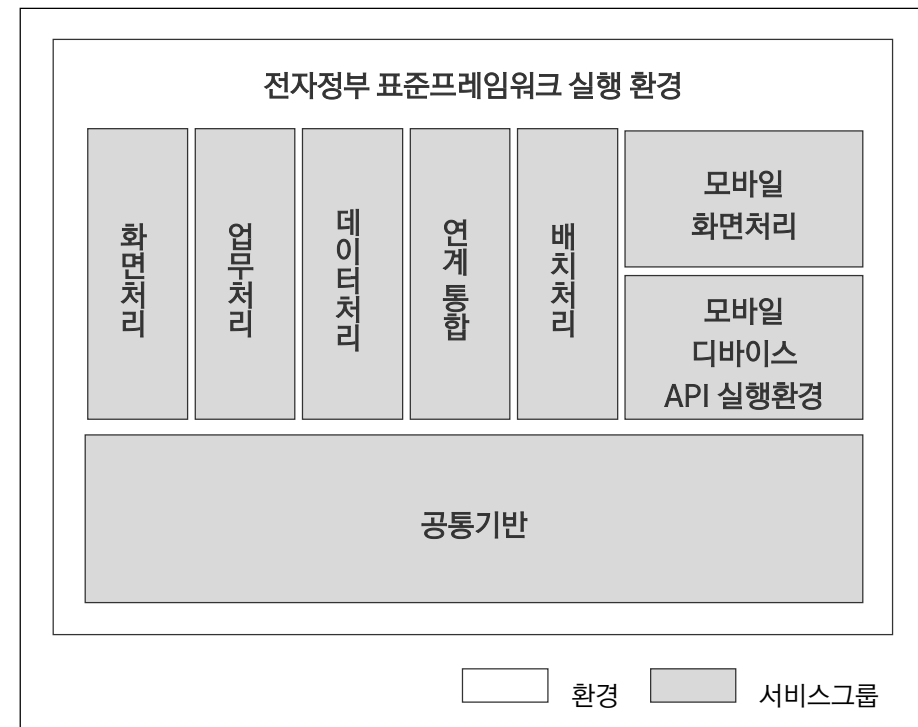 전자정부 표준프레임워크 실행 환경
화면처리
업무처리
데이터처리
연계 통합
배치처리
모바일
화면처리
모바일
디바이스
API 실행환경
공통기반
환경
서비스그룹